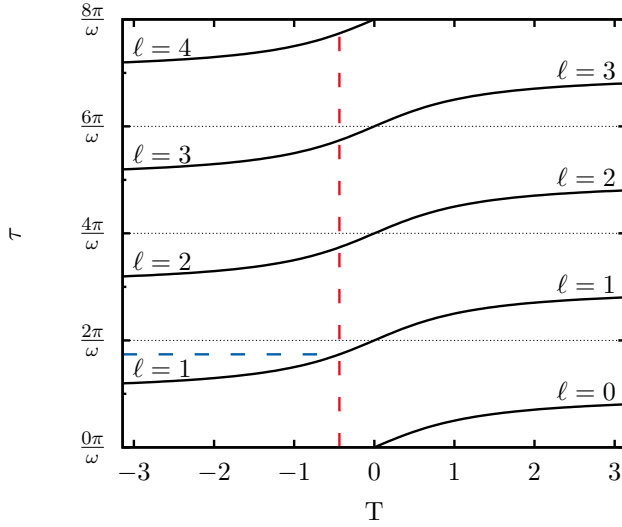 8π/ω
ℓ = 4
ℓ = 3
6π/ω
ℓ = 3
ℓ = 2
τ
4π/ω
ℓ = 2
ℓ = 1
2π/ω
ℓ = 1
ℓ = 0
0π/ω
−3 −2 −1 0 1 2 3
T